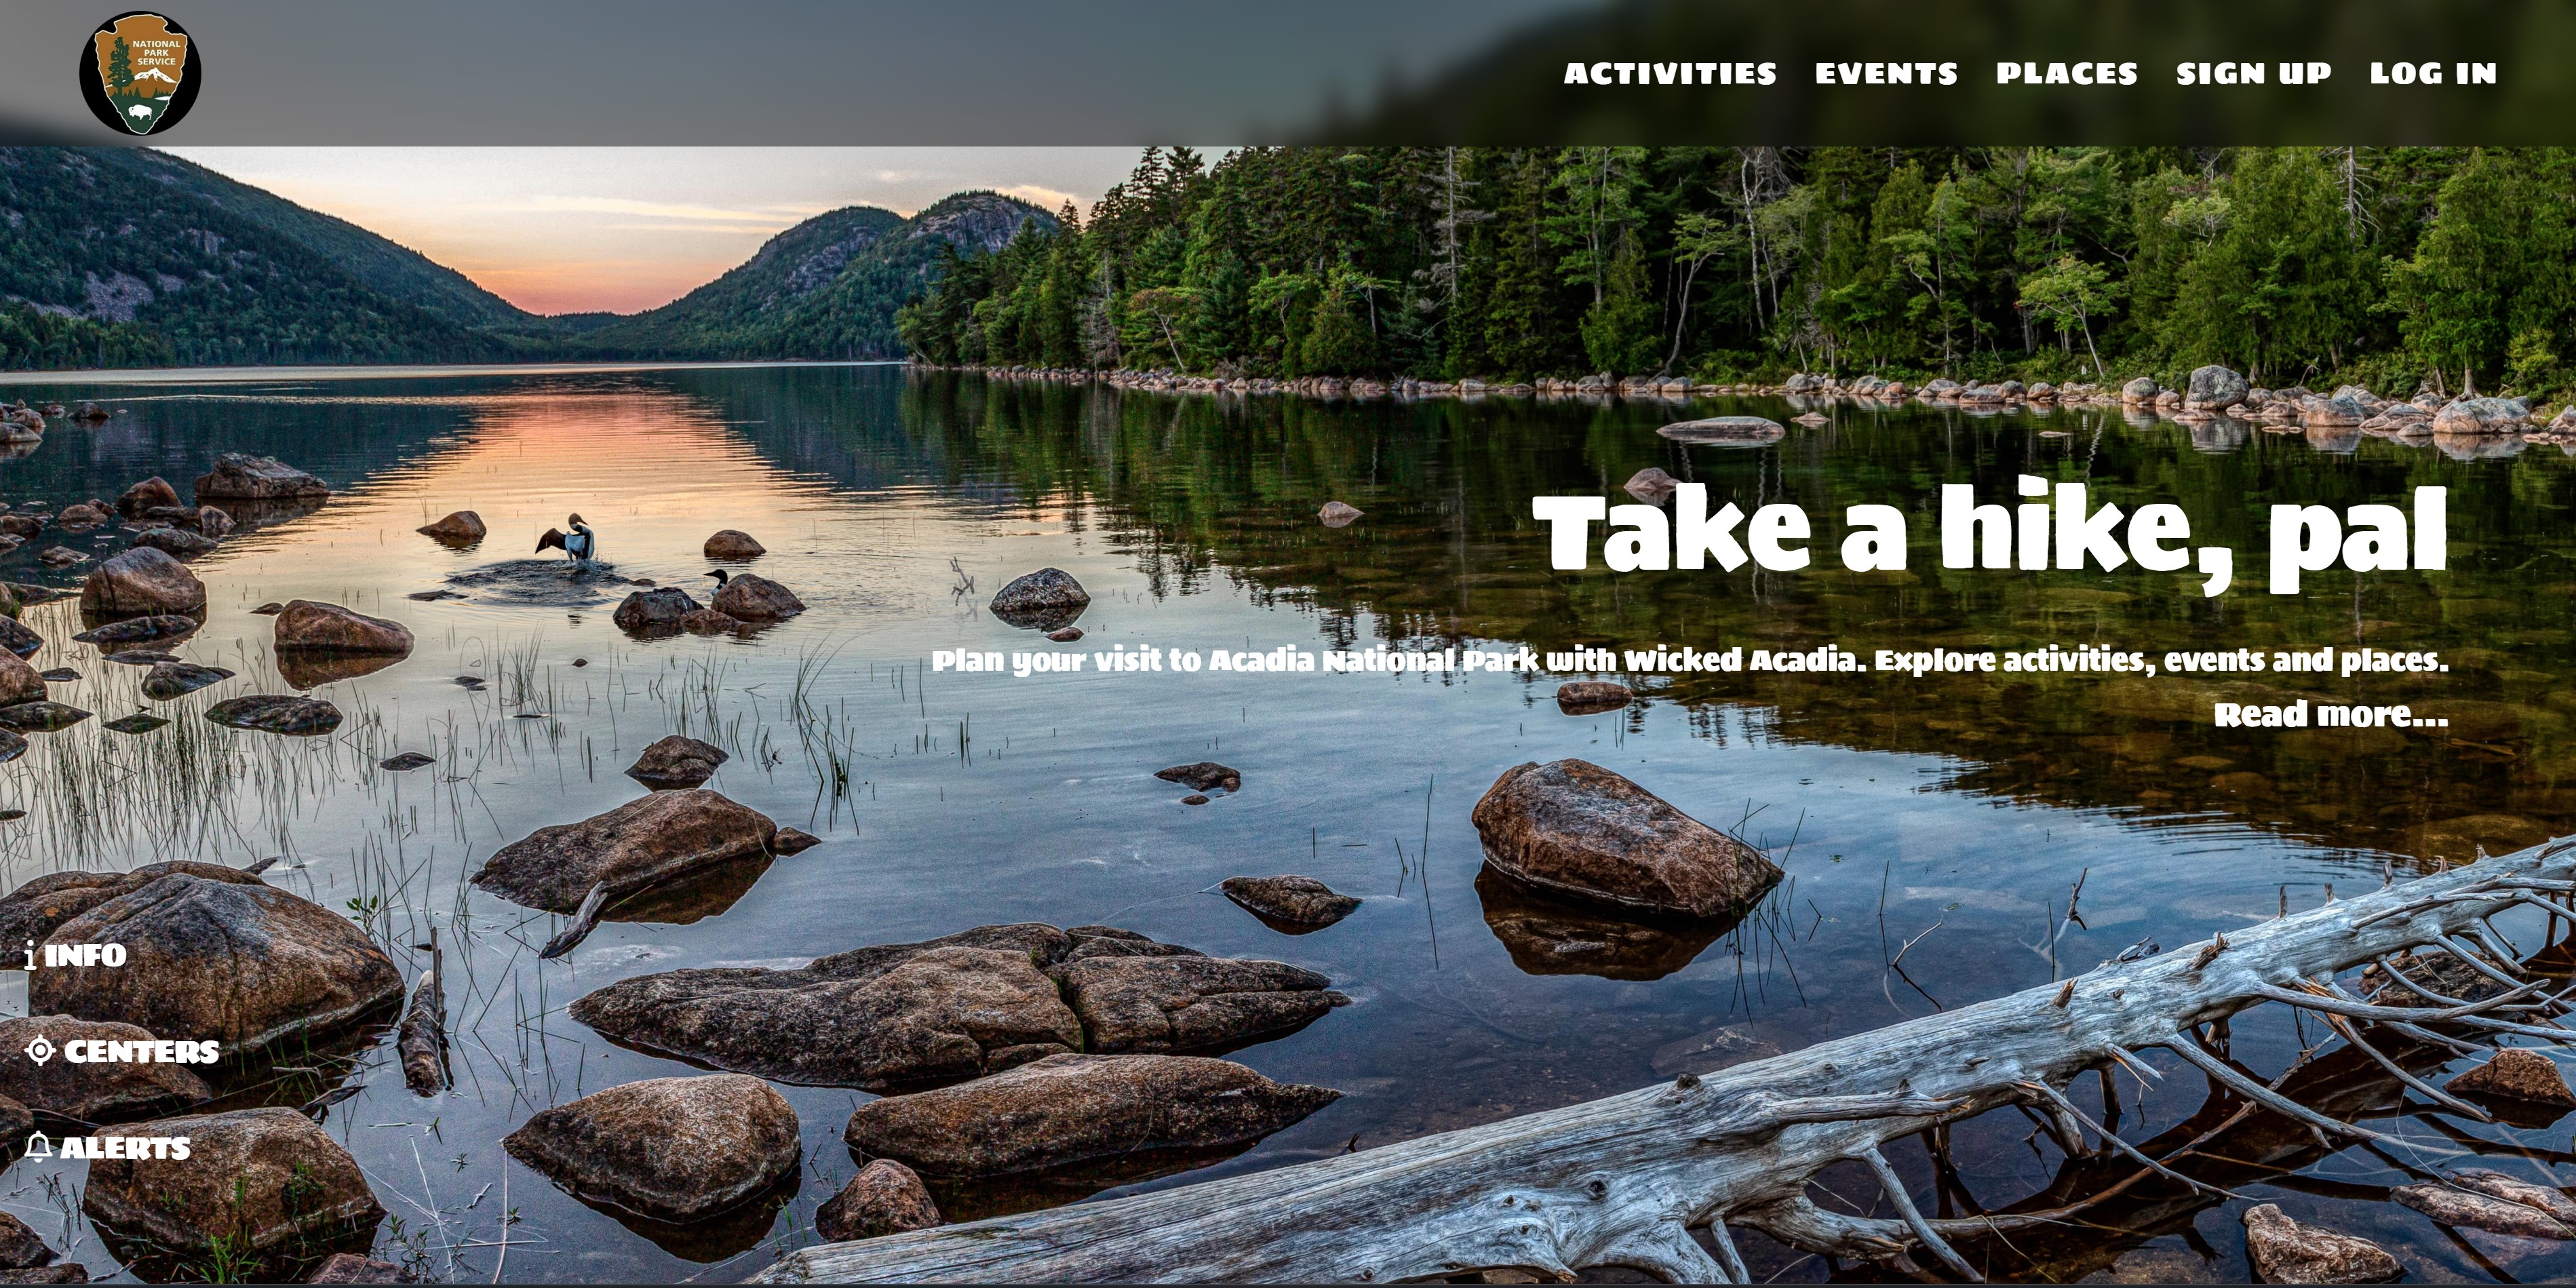 NATIONAL
PARK
SERVICE
ACTIVITIES EVENTS PLACES SIGN UP LOG IN
Take a hike, pal
Plan your visit to Acadia National Park with Wicked Acadia. Explore activities, events and places.
Read more...
INFO
CENTERS
ALERTS